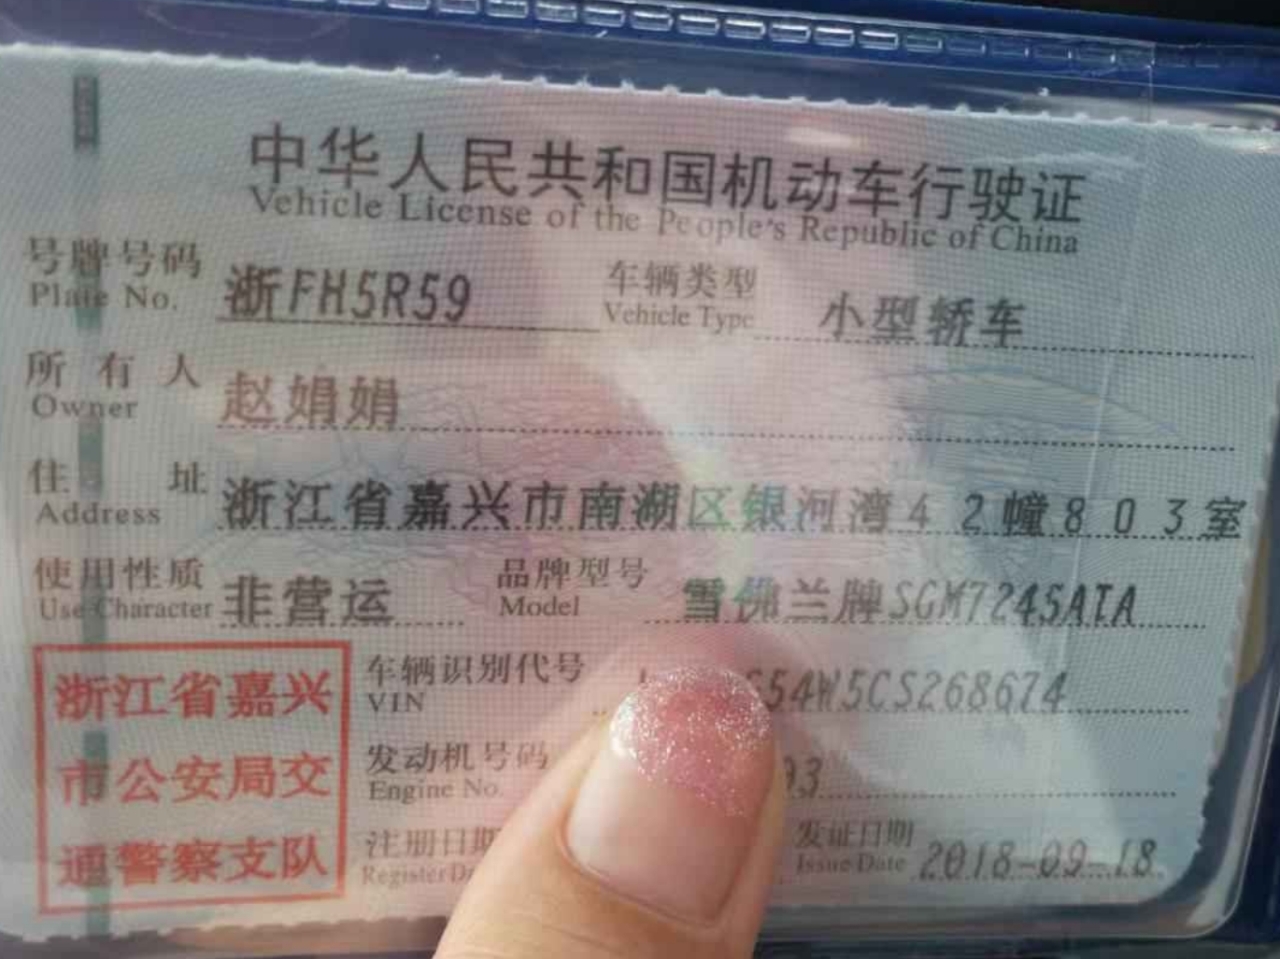 中华人民共和国机动车行驶证
Vehicle License of the People's Republic of China
号牌号码 浙FH5R59 车辆类型 小型轿车
Plate No. Vehicle Type
所有人 赵娟娟
Owner
住址 浙江省嘉兴市南湖区银河湾42幢803室
Address
使用性质 非营运 品牌型号 雪佛兰牌SGM7245ATA
Use Character Model
浙江省嘉兴
市公安局交
通警察支队
车辆识别代号 S54W5CS268674
VIN
发动机号码 93
Engine No.
注册日期 发证日期 2018-09-18
Register Issue Date